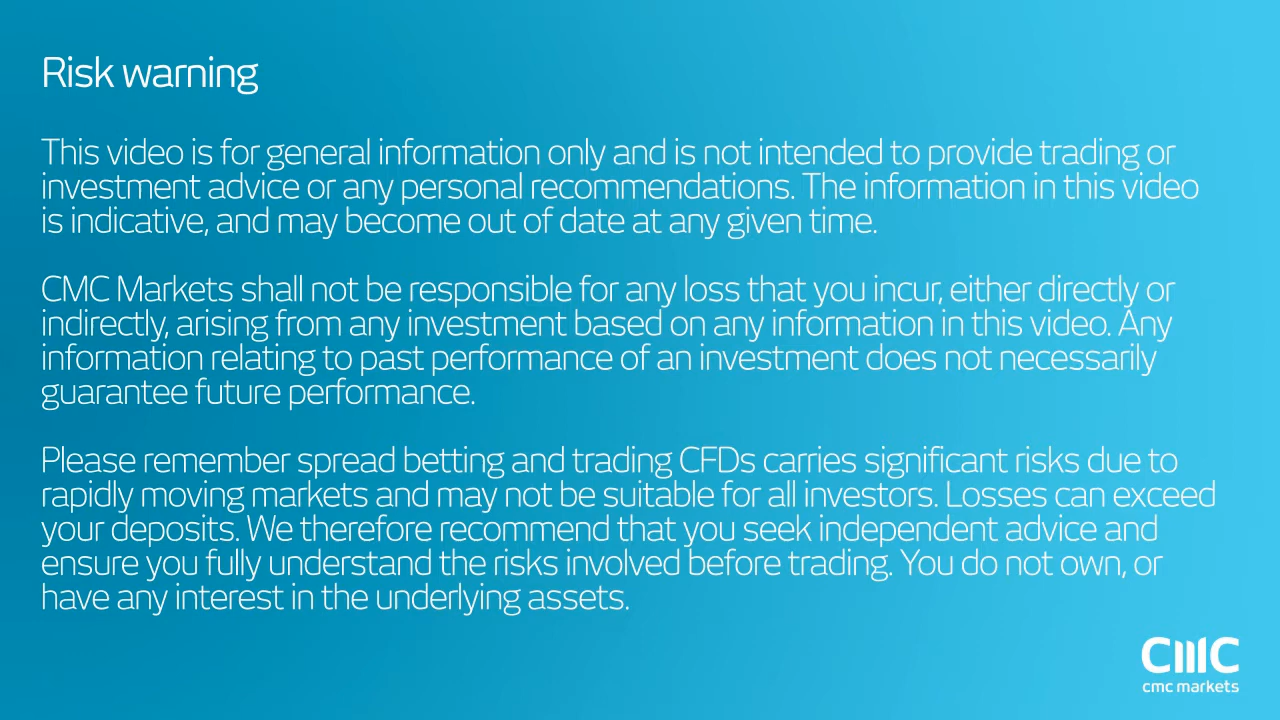 Risk warning
This video is for general information only and is not intended to provide trading or
investment advice or any personal recommendations. The information in this video
is indicative, and may become out of date at any given time.
CMC Markets shall not be responsible for any loss that you incur, either directly or
indirectly, arising from any investment based on any information in this video. Any
information relating to past performance of an investment does not necessarily
guarantee future performance.
Please remember spread betting and trading CFDs carries significant risks due to
rapidly moving markets and may not be suitable for all investors. Losses can exceed
your deposits. We therefore recommend that you seek independent advice and
ensure you fully understand the risks involved before trading. You do not own, or
have any interest in the underlying assets.
cmc
cmc markets